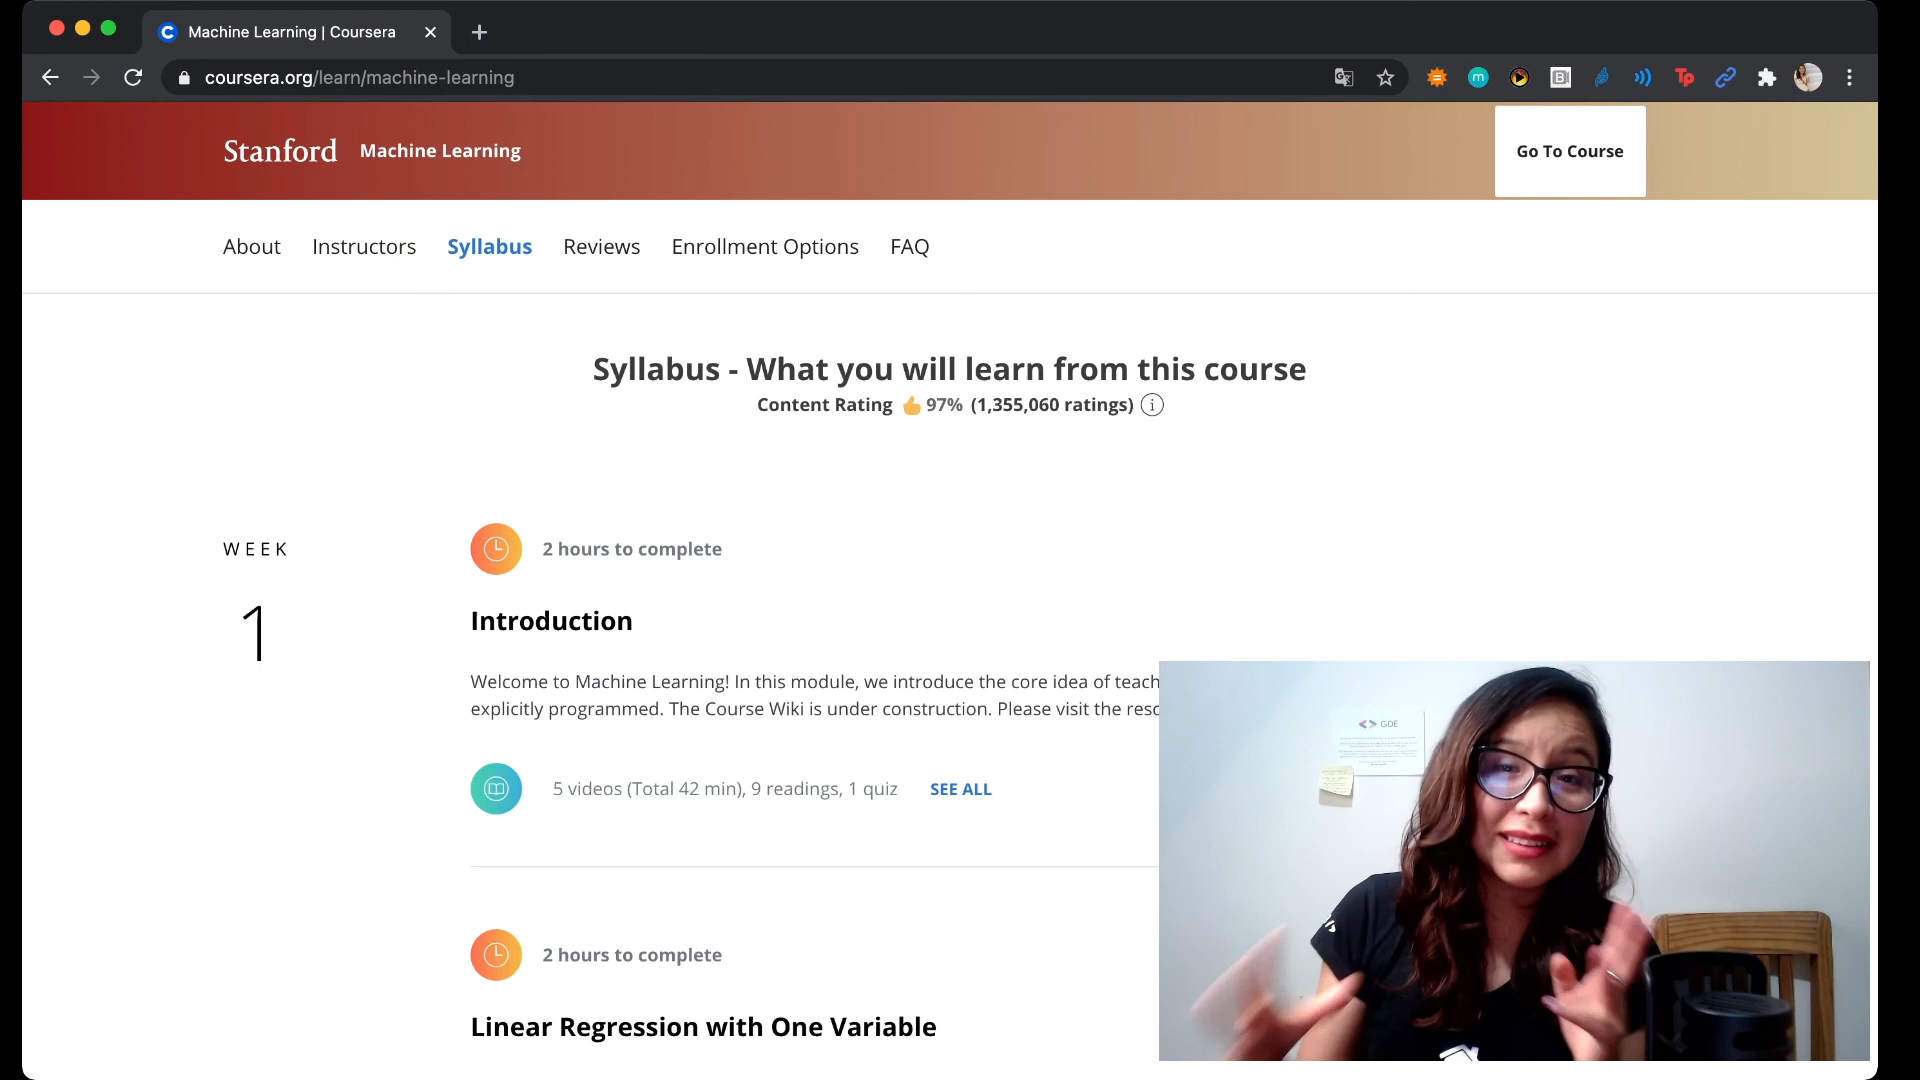 Machine Learning | Coursera
coursera.org/learn/machine-learning
Stanford Machine Learning
Go To Course
About Instructors Syllabus Reviews Enrollment Options FAQ
Syllabus - What you will learn from this course
Content Rating 97% (1,355,060 ratings)
WEEK
1
2 hours to complete
Introduction
Welcome to Machine Learning! In this module, we introduce the core idea of teach
explicitly programmed. The Course Wiki is under construction. Please visit the reso
5 videos (Total 42 min), 9 readings, 1 quiz SEE ALL
2 hours to complete
Linear Regression with One Variable
<> GDE